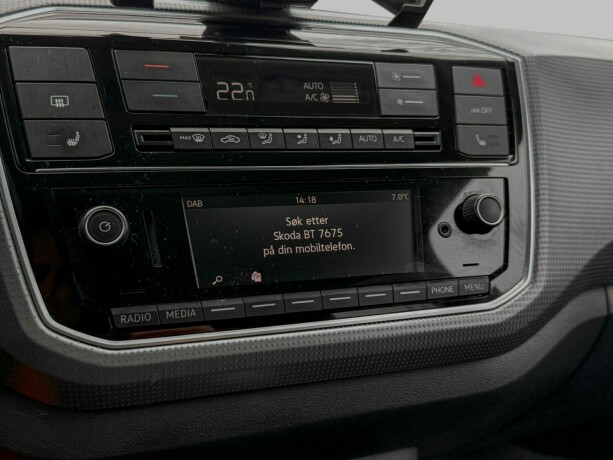 22
AUTO
A/C
OFF
MAX
AUTO
A/C
DAB
14:18
7.0°C
Søk etter
Skoda BT 7675
på din mobiltelefon.
RADIO
MEDIA
PHONE
MENU